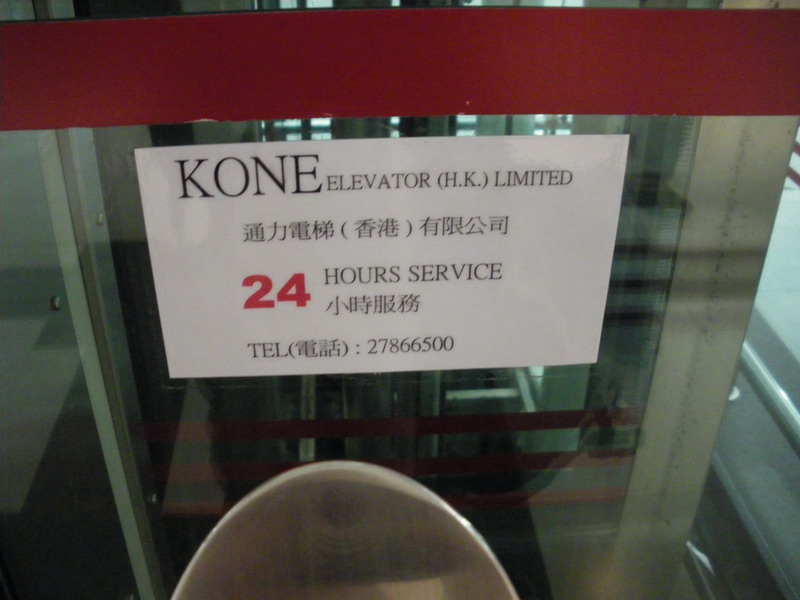 KONE ELEVATOR (H.K.) LIMITED
通力電梯(香港)有限公司
24 HOURS SERVICE
小時服務
TEL(電話) : 27866500